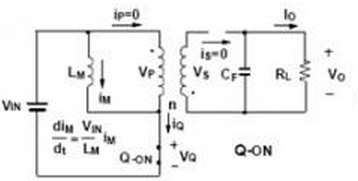 iP=0
IO
iS=0
+
LM
VP
VS
CF
RL
VO
iM
−
VIN
n
iQ
diM
dt
=
VIN
LM
iM
+
Q-ON
VQ
−
Q-ON